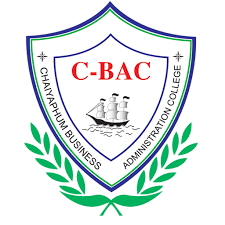 C-BAC
CHAIYAPHUM BUSINESS
ADMINISTRATION COLLEGE